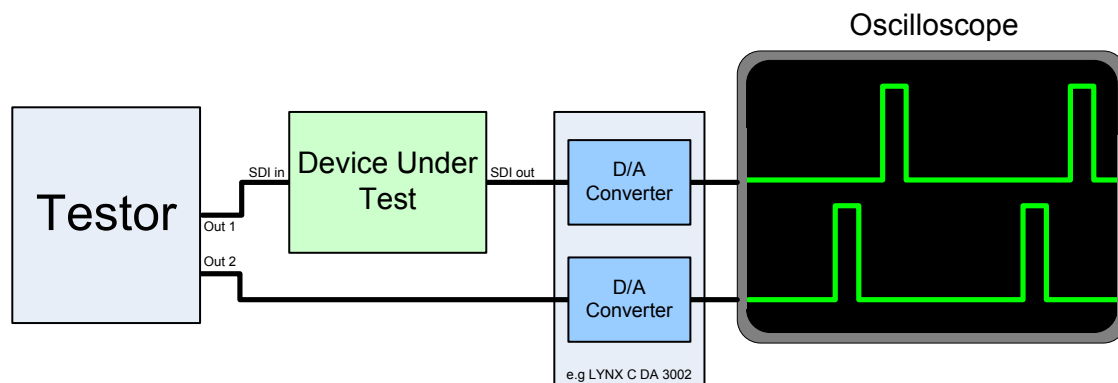 Oscilloscope
Testor
Out 1
Out 2
SDI in
Device Under
Test
SDI out
D/A
Converter
D/A
Converter
e.g LYNX C DA 3002